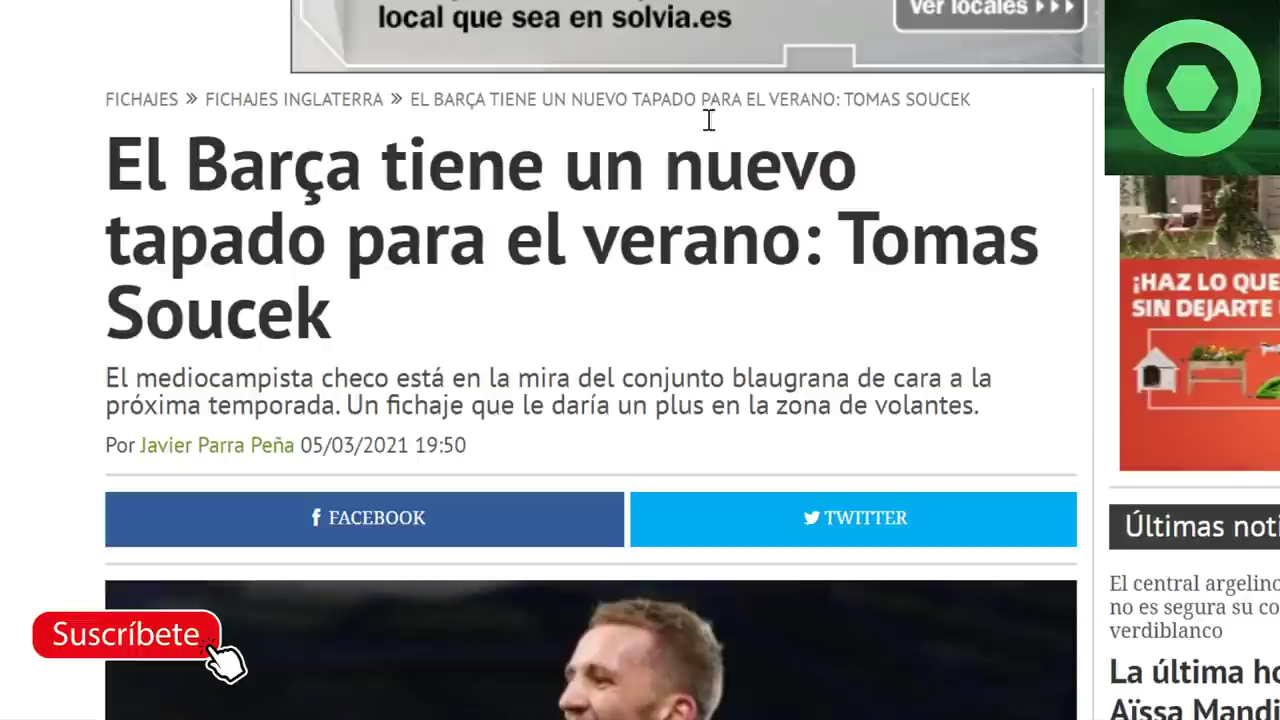 local que sea en solvia.es
Ver locales
FICHAJES » FICHAJES INGLATERRA » EL BARÇA TIENE UN NUEVO TAPADO PARA EL VERANO: TOMAS SOUCEK
El Barça tiene un nuevo
tapado para el verano: Tomas
Soucek
El mediocampista checo está en la mira del conjunto blaugrana de cara a la
próxima temporada. Un fichaje que le daría un plus en la zona de volantes.
Por Javier Parra Peña 05/03/2021 19:50
FACEBOOK
TWITTER
Suscríbete
¡HAZ LO QUE
SIN DEJARTE
Últimas noti
El central argelino
no es segura su co
verdiblanco
La última ho
Aïssa Mandi